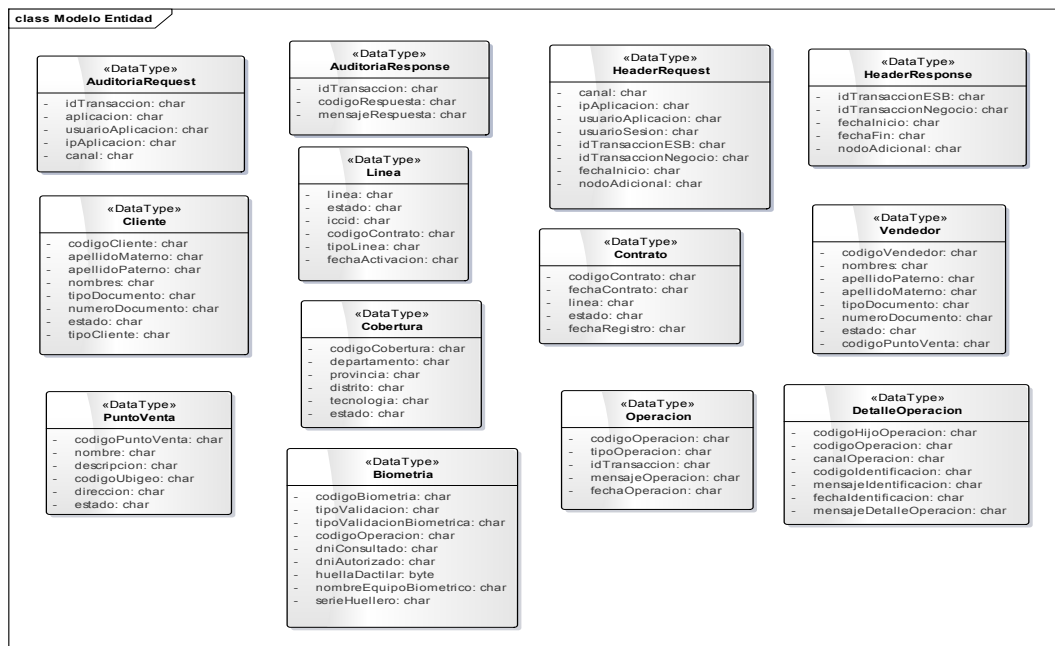 class Modelo Entidad
«DataType»
AuditoriaRequest
- idTransaccion: char
- aplicacion: char
- usuarioAplicacion: char
- ipAplicacion: char
- canal: char
«DataType»
AuditoriaResponse
- idTransaccion: char
- codigoRespuesta: char
- mensajeRespuesta: char
«DataType»
HeaderRequest
- canal: char
- ipAplicacion: char
- usuarioAplicacion: char
- usuarioSesion: char
- idTransaccionESB: char
- idTransaccionNegocio: char
- fechaInicio: char
- nodoAdicional: char
«DataType»
HeaderResponse
- idTransaccionESB: char
- idTransaccionNegocio: char
- fechaInicio: char
- fechaFin: char
- nodoAdicional: char
«DataType»
Linea
- linea: char
- estado: char
- iccid: char
- codigoContrato: char
- tipoLinea: char
- fechaActivacion: char
«DataType»
Cliente
- codigoCliente: char
- apellidoMaterno: char
- apellidoPaterno: char
- nombres: char
- tipoDocumento: char
- numeroDocumento: char
- estado: char
- tipoCliente: char
«DataType»
Contrato
- codigoContrato: char
- fechaContrato: char
- linea: char
- estado: char
- fechaRegistro: char
«DataType»
Vendedor
- codigoVendedor: char
- nombres: char
- apellidoPaterno: char
- apellidoMaterno: char
- tipoDocumento: char
- numeroDocumento: char
- estado: char
- codigoPuntoVenta: char
«DataType»
Cobertura
- codigoCobertura: char
- departamento: char
- provincia: char
- distrito: char
- tecnologia: char
- estado: char
«DataType»
PuntoVenta
- codigoPuntoVenta: char
- nombre: char
- descripcion: char
- codigoUbigeo: char
- direccion: char
- estado: char
«DataType»
Operacion
- codigoOperacion: char
- tipoOperacion: char
- idTransaccion: char
- mensajeOperacion: char
- fechaOperacion: char
«DataType»
DetalleOperacion
- codigoHijoOperacion: char
- codigoOperacion: char
- canalOperacion: char
- codigoIdentificacion: char
- mensajeIdentificacion: char
- fechaIdentificacion: char
- mensajeDetalleOperacion: char
«DataType»
Biometria
- codigoBiometria: char
- tipoValidacion: char
- tipoValidacionBiometrica: char
- codigoOperacion: char
- dniConsultado: char
- dniAutorizado: char
- huellaDactilar: byte
- nombreEquipoBiometrico: char
- serieHuellero: char